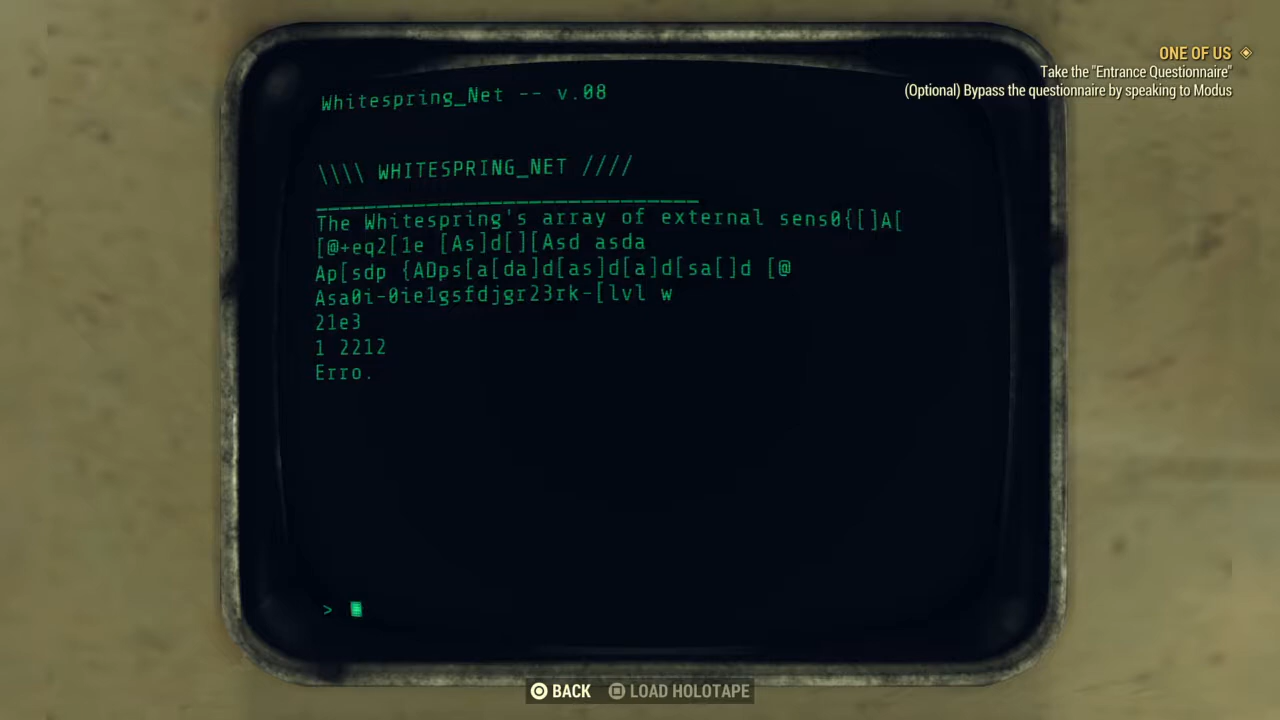 ONE OF US
Take the "Entrance Questionnaire"
(Optional) Bypass the questionnaire by speaking to Modus
Whitespring_Net -- v.08
\\\\ WHITESPRING_NET ////
________________________________
The Whitespring's array of external sens0{[]A[
[@+eq2[1e [As]d[][Asd asda
Ap[sdp {ADps[a[da]d[as]d[a]d[sa[]d [@
Asa0i-0ie1gsfdjgr23rk-[lvl w
21e3
1 2212
Erro.
>
BACK
LOAD HOLOTAPE